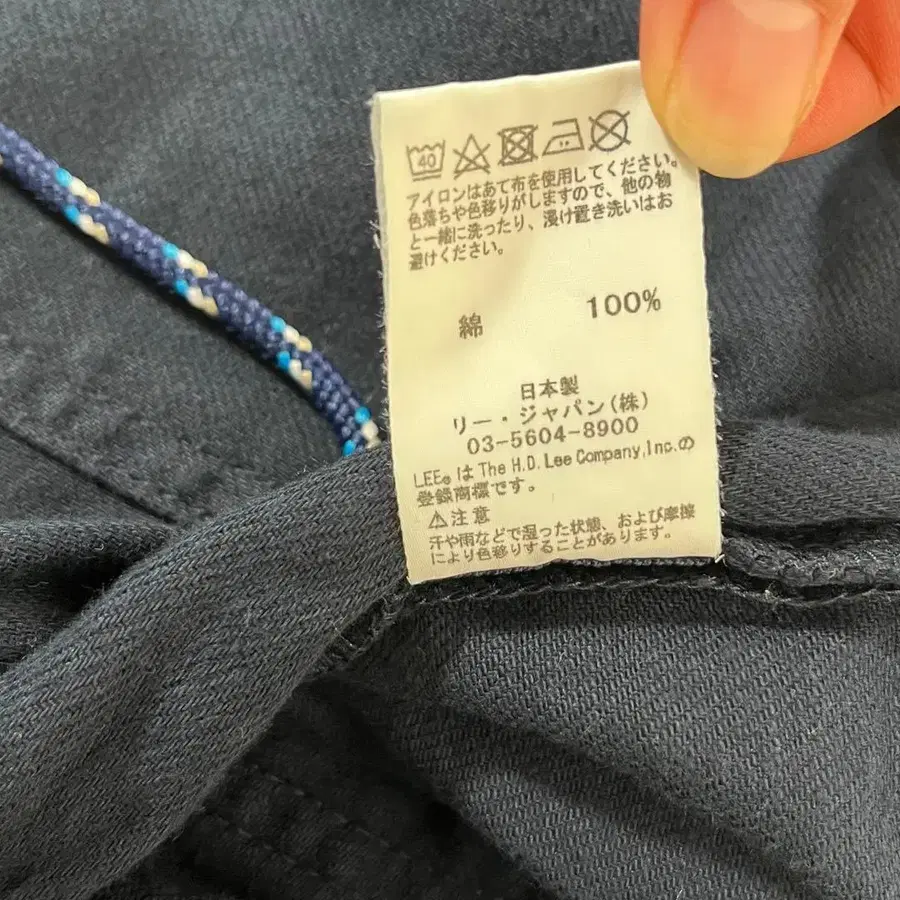 40
アイロンはあて布を使用してください。
色落ちや色移りがしますので、他の物
と一緒に洗ったり、浸け置き洗いはお
避けください。
綿 100%
日本製
リー・ジャパン(株)
03-5604-8900
LEE®は The H.D. Lee Company, Inc.の
登録商標です。
⚠注意
汗や雨などで湿った状態、および摩擦
により色移りすることがあります。